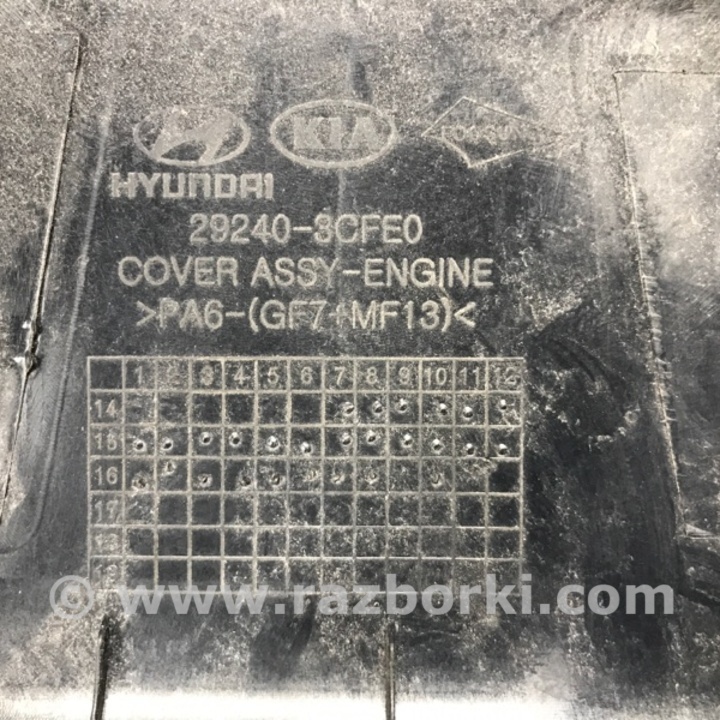 KIA
HYUNDAI
29240-3CFE0
COVER ASSY-ENGINE
>PA6-(GF7+MF13)<
1 2 3 4 5 6 7 8 9 10 11 12
14
15
16
17
18
© www.razborki.com